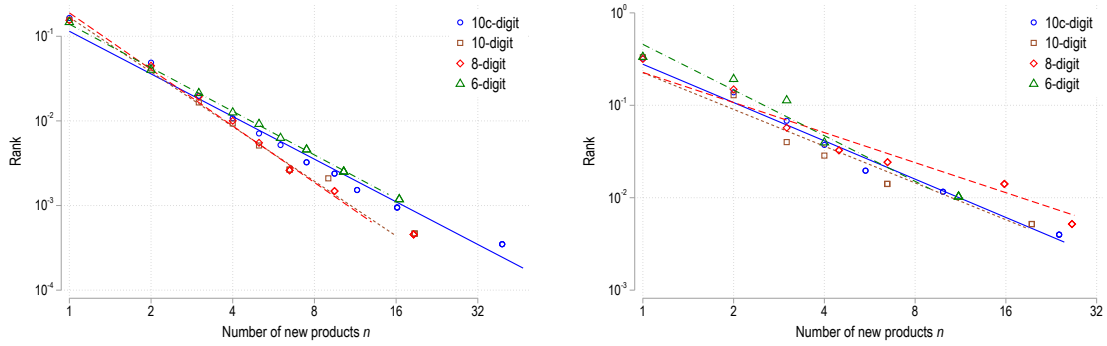 10⁻¹
10⁻²
10⁻³
10⁻⁴
Rank
1
2
4
8
16
32
Number of new products n
10c-digit
10-digit
8-digit
6-digit
10⁰
10⁻¹
10⁻²
10⁻³
Rank
1
2
4
8
16
32
Number of new products n
10c-digit
10-digit
8-digit
6-digit